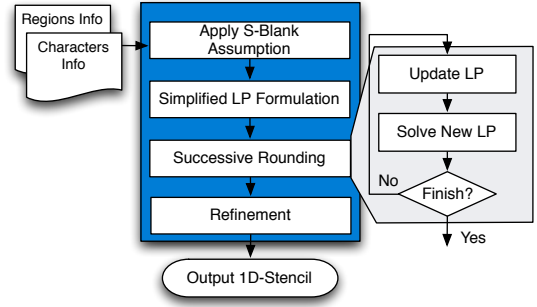 Regions Info
Characters
Info
Apply S-Blank
Assumption
Simplified LP Formulation
Successive Rounding
Refinement
Output 1D-Stencil
Update LP
Solve New LP
No
Finish?
Yes